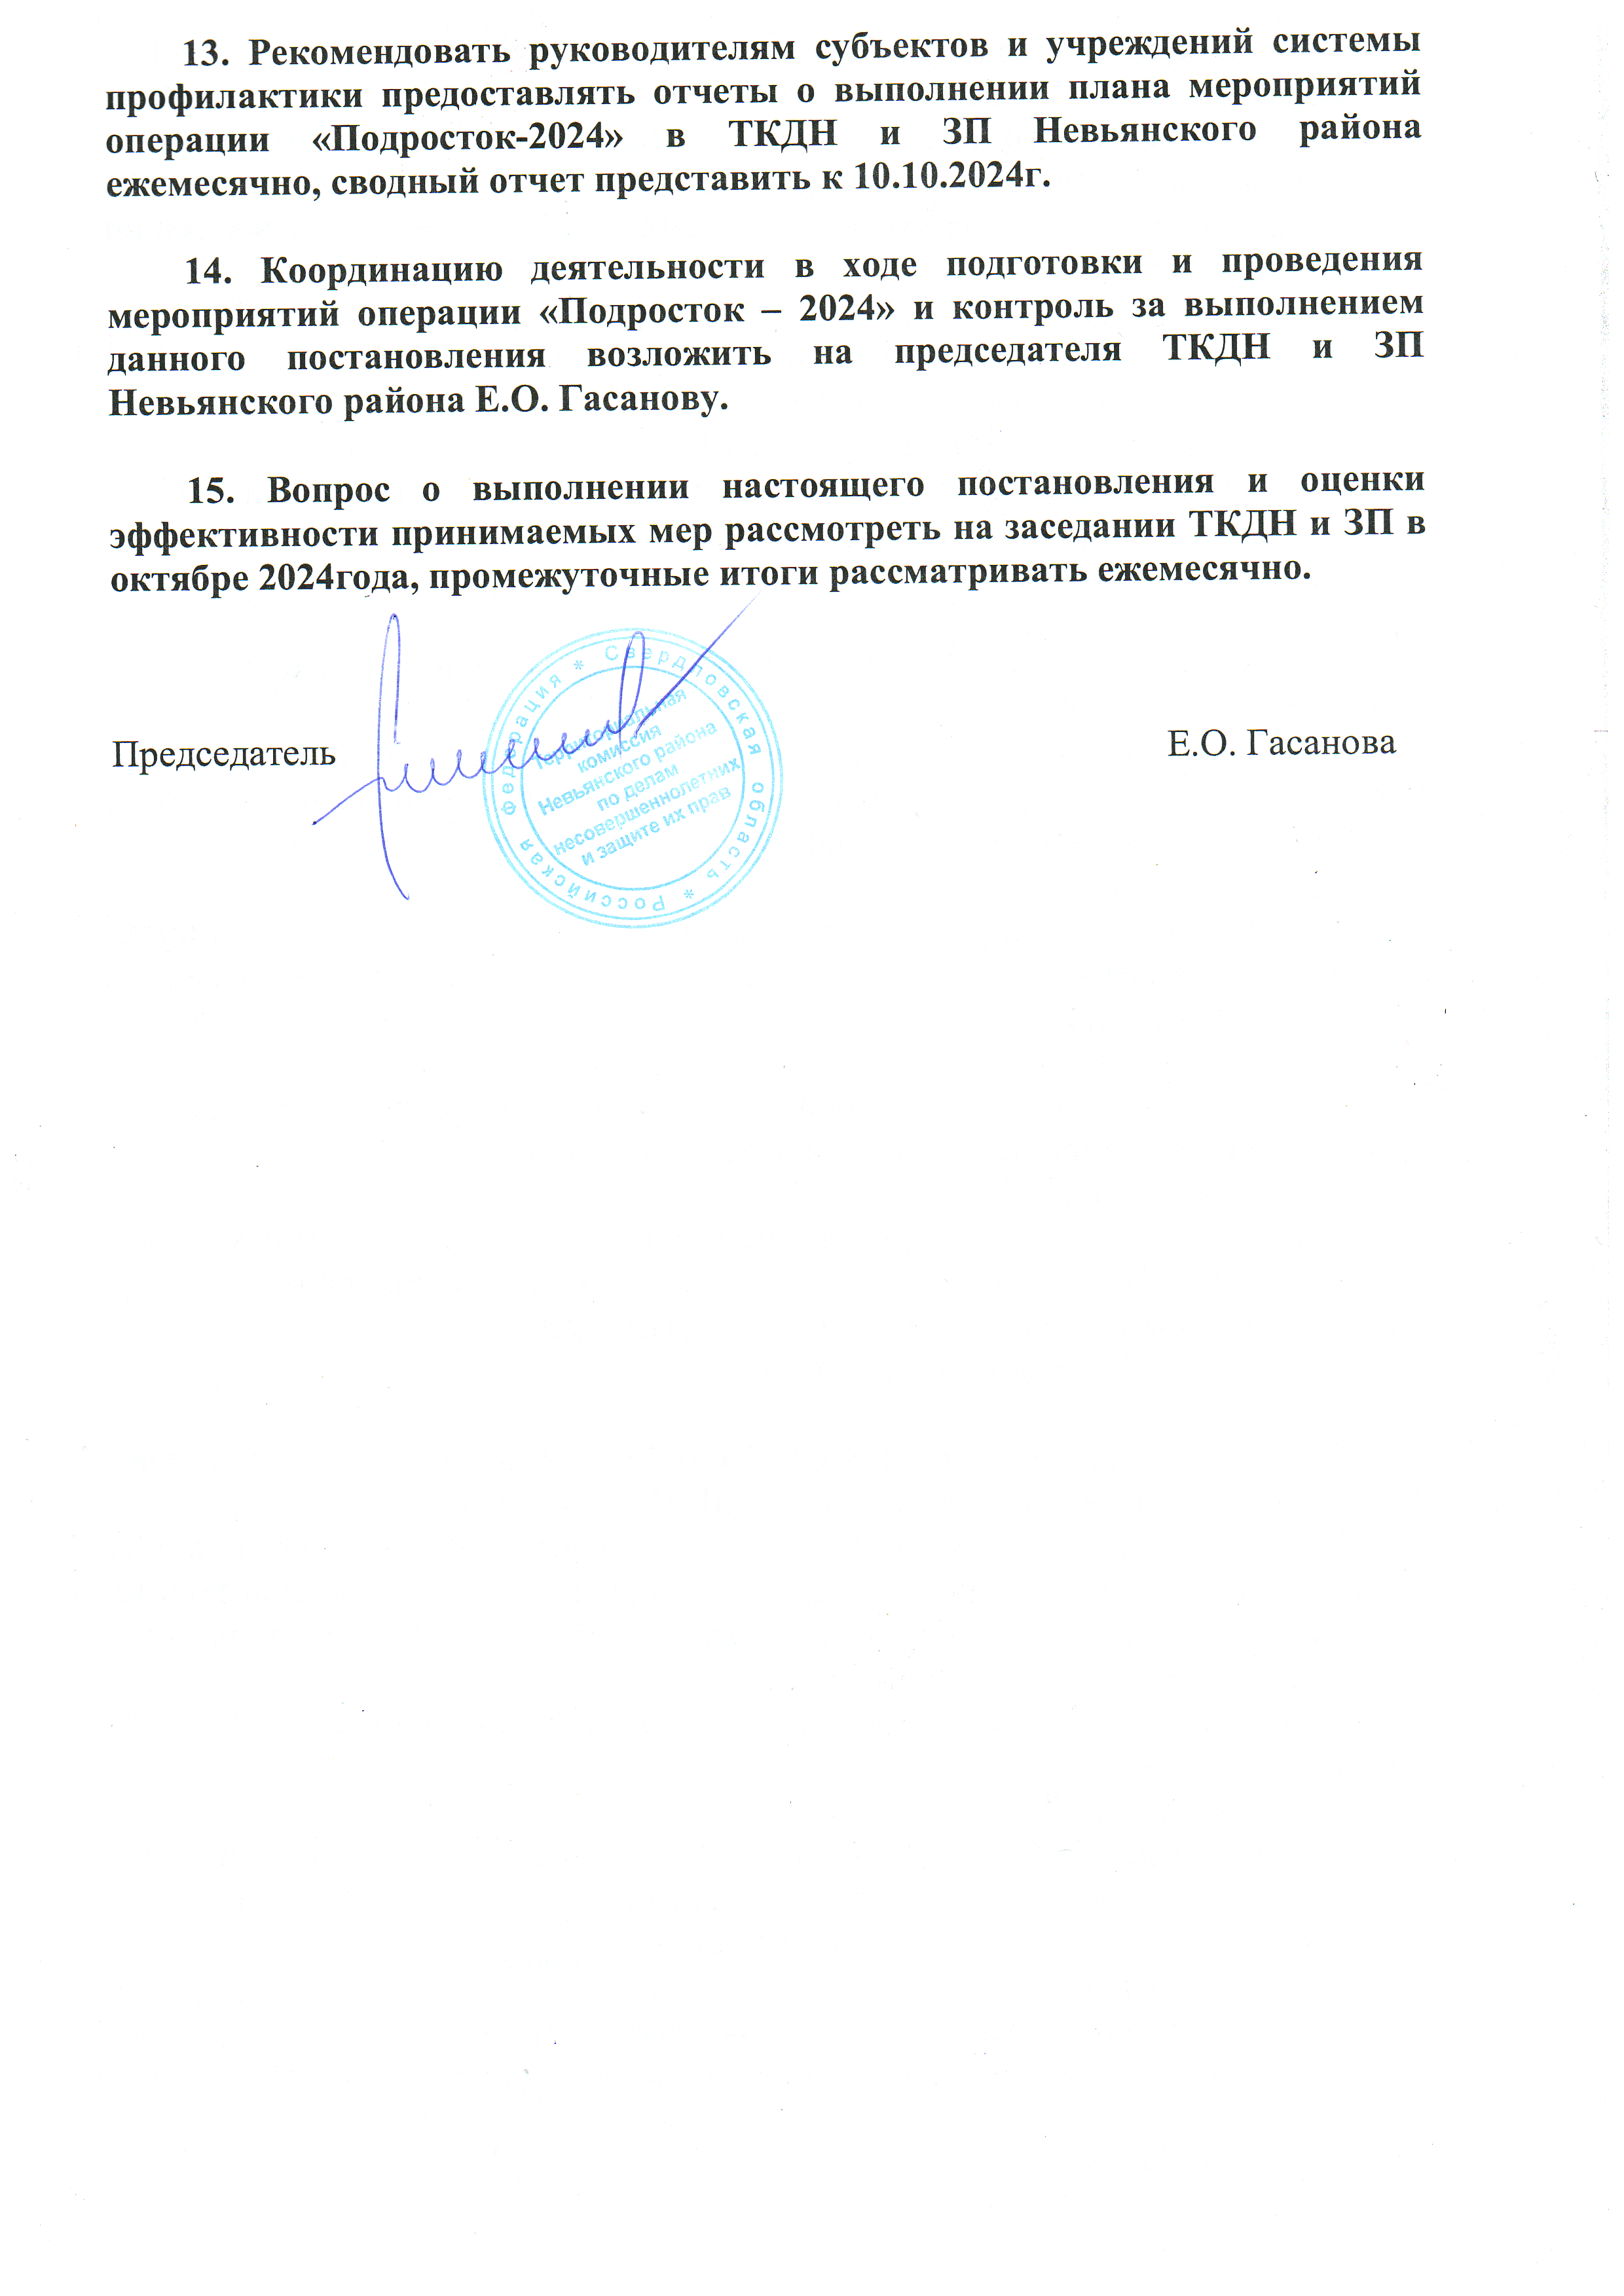 13. Рекомендовать руководителям субъектов и учреждений системы
профилактики предоставлять отчеты о выполнении плана мероприятий
операции «Подросток-2024» в ТКДН и ЗП Невьянского района
ежемесячно, сводный отчет представить к 10.10.2024г.
14. Координацию деятельности в ходе подготовки и проведения
мероприятий операции «Подросток – 2024» и контроль за выполнением
данного постановления возложить на председателя ТКДН и ЗП
Невьянского района Е.О. Гасанову.
15. Вопрос о выполнении настоящего постановления и оценки
эффективности принимаемых мер рассмотреть на заседании ТКДН и ЗП в
октябре 2024года, промежуточные итоги рассматривать ежемесячно.
Председатель
Е.О. Гасанова
Российская Федерация * Свердловская область *
Территориальная
комиссия
Невьянского района
по делам
несовершеннолетних
и защите их прав